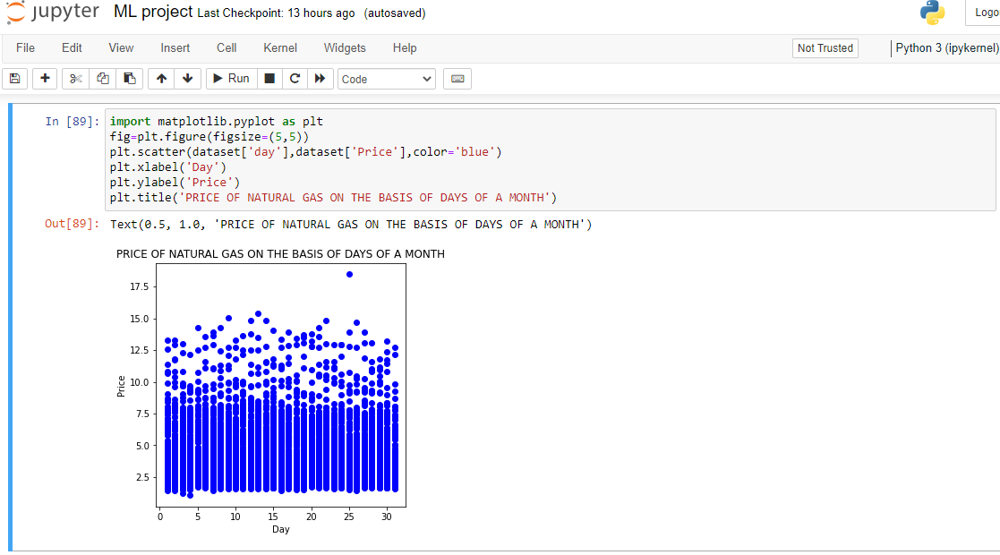 jupyter ML project Last Checkpoint: 13 hours ago (autosaved)
Logo
File Edit View Insert Cell Kernel Widgets Help
Not Trusted
Python 3 (ipykernel)
Run
Code
In [89]:
import matplotlib.pyplot as plt
fig=plt.figure(figsize=(5,5))
plt.scatter(dataset['day'],dataset['Price'],color='blue')
plt.xlabel('Day')
plt.ylabel('Price')
plt.title('PRICE OF NATURAL GAS ON THE BASIS OF DAYS OF A MONTH')
Out[89]: Text(0.5, 1.0, 'PRICE OF NATURAL GAS ON THE BASIS OF DAYS OF A MONTH')
PRICE OF NATURAL GAS ON THE BASIS OF DAYS OF A MONTH
17.5
15.0
12.5
10.0
7.5
5.0
2.5
Price
0 5 10 15 20 25 30
Day